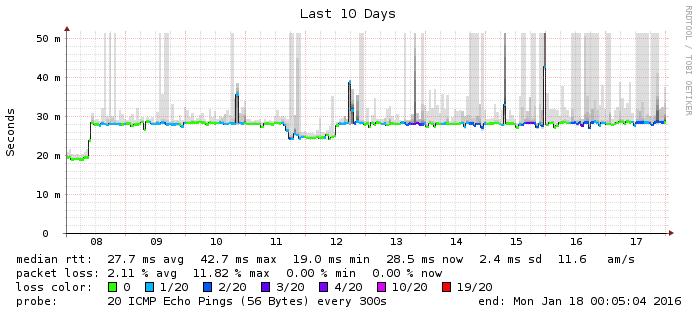 Last 10 Days
RRDTOOL / TOBI OETIKER
Seconds
50 m
40 m
30 m
20 m
10 m
0
08 09 10 11 12 13 14 15 16 17
median rtt: 27.7 ms avg 42.7 ms max 19.0 ms min 28.5 ms now 2.4 ms sd 11.6 am/s
packet loss: 2.11 % avg 11.82 % max 0.00 % min 0.00 % now
loss color: 0 1/20 2/20 3/20 4/20 10/20 19/20
probe: 20 ICMP Echo Pings (56 Bytes) every 300s end: Mon Jan 18 00:05:04 2016